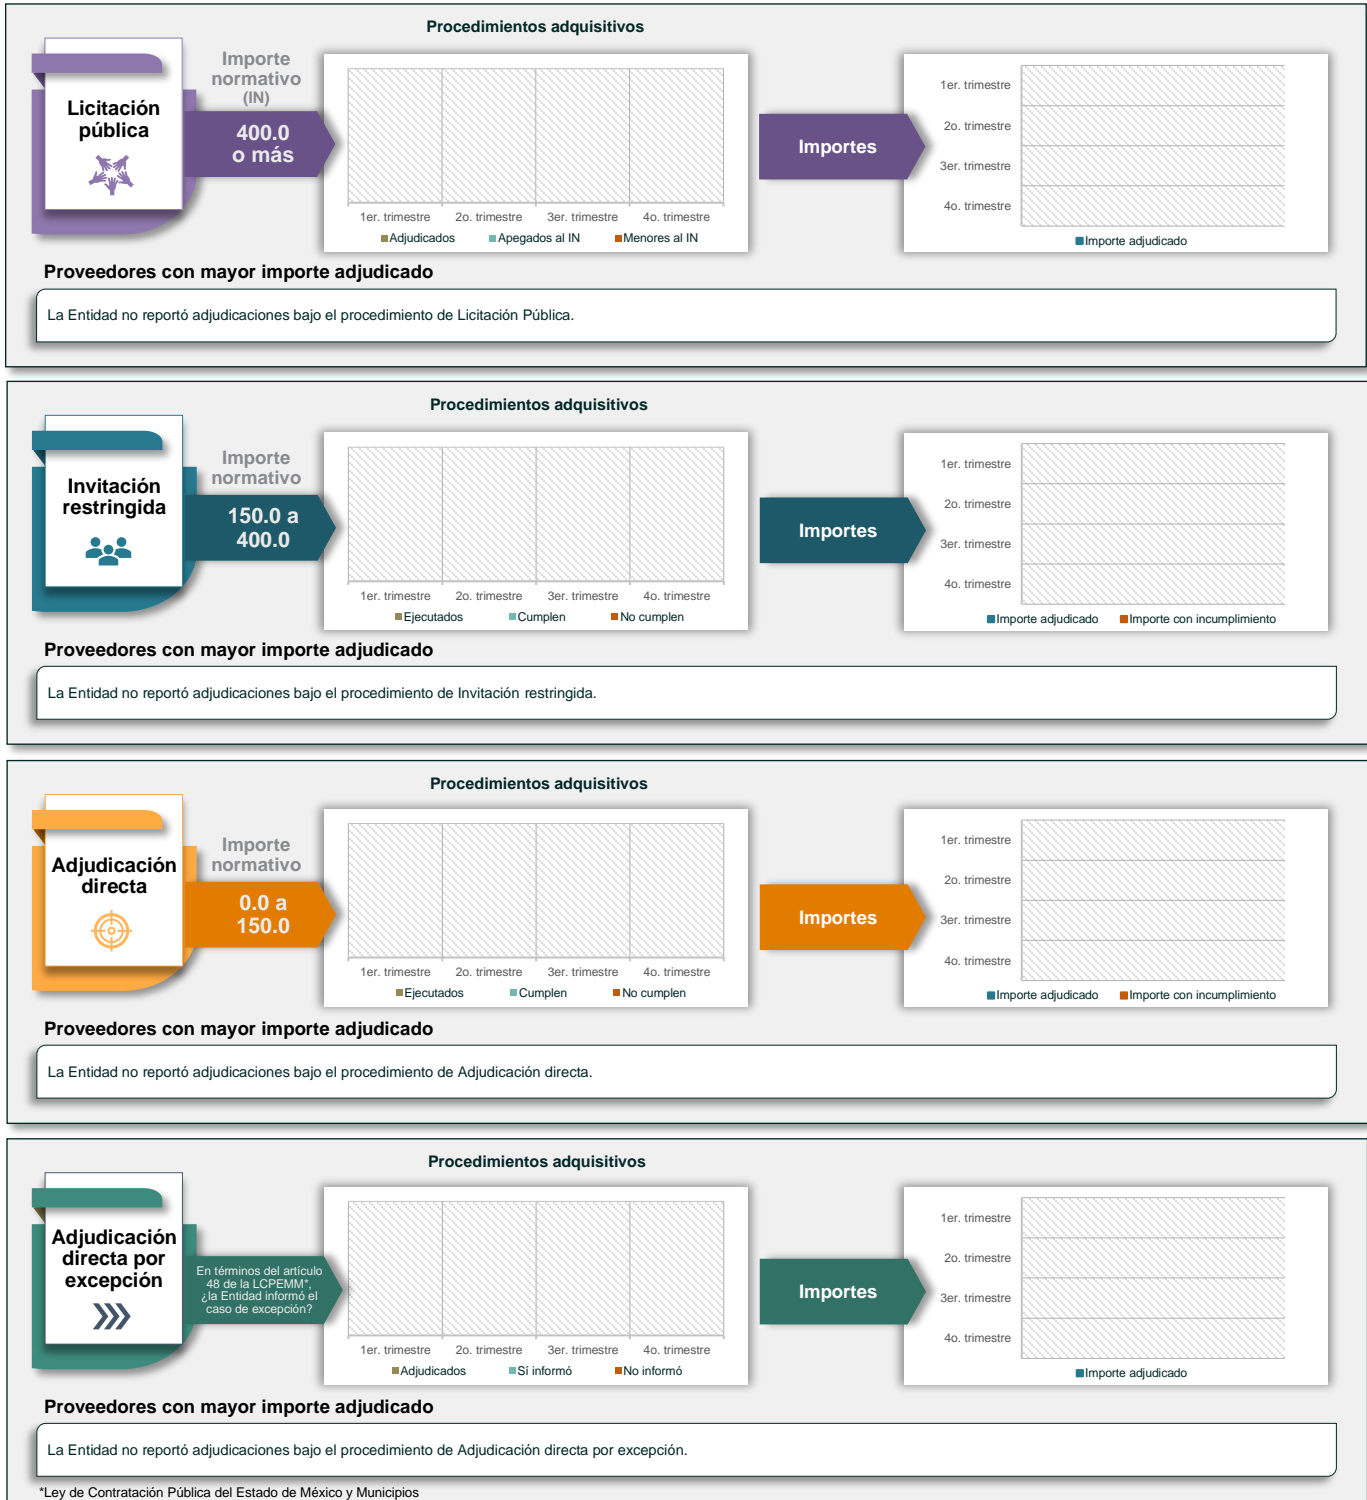 Procedimientos adquisitivos
Licitación
pública
Importe
normativo
(IN)
400.0
o más
1er. trimestre 2o. trimestre 3er. trimestre 4o. trimestre
Adjudicados Apegados al IN Menores al IN
Importes
1er. trimestre
2o. trimestre
3er. trimestre
4o. trimestre
Importe adjudicado
Proveedores con mayor importe adjudicado
La Entidad no reportó adjudicaciones bajo el procedimiento de Licitación Pública.
Procedimientos adquisitivos
Invitación
restringida
Importe
normativo
150.0 a
400.0
1er. trimestre 2o. trimestre 3er. trimestre 4o. trimestre
Ejecutados Cumplen No cumplen
Importes
1er. trimestre
2o. trimestre
3er. trimestre
4o. trimestre
Importe adjudicado Importe con incumplimiento
Proveedores con mayor importe adjudicado
La Entidad no reportó adjudicaciones bajo el procedimiento de Invitación restringida.
Procedimientos adquisitivos
Adjudicación
directa
Importe
normativo
0.0 a
150.0
1er. trimestre 2o. trimestre 3er. trimestre 4o. trimestre
Ejecutados Cumplen No cumplen
Importes
1er. trimestre
2o. trimestre
3er. trimestre
4o. trimestre
Importe adjudicado Importe con incumplimiento
Proveedores con mayor importe adjudicado
La Entidad no reportó adjudicaciones bajo el procedimiento de Adjudicación directa.
Procedimientos adquisitivos
Adjudicación
directa por
excepción
En términos del artículo
48 de la LCPEMM*,
¿la Entidad informó el
caso de excepción?
1er. trimestre 2o. trimestre 3er. trimestre 4o. trimestre
Adjudicados Sí informó No informó
Importes
1er. trimestre
2o. trimestre
3er. trimestre
4o. trimestre
Importe adjudicado
Proveedores con mayor importe adjudicado
La Entidad no reportó adjudicaciones bajo el procedimiento de Adjudicación directa por excepción.
*Ley de Contratación Pública del Estado de México y Municipios